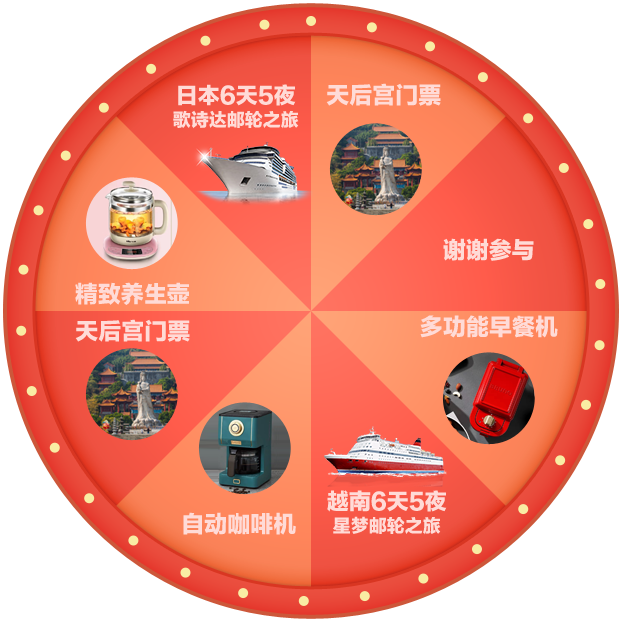 日本6天5夜
歌诗达邮轮之旅
天后宫门票
谢谢参与
精致养生壶
天后宫门票
多功能早餐机
自动咖啡机
越南6天5夜
星梦邮轮之旅